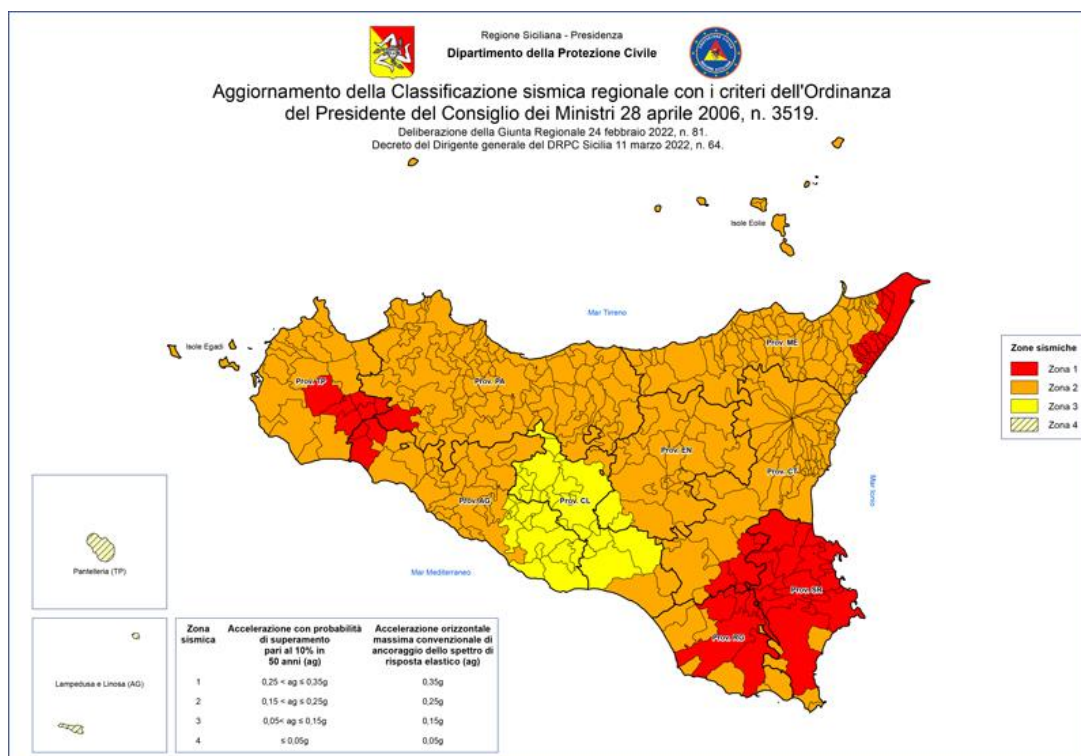 Regione Siciliana - Presidenza
Dipartimento della Protezione Civile
Aggiornamento della Classificazione sismica regionale con i criteri dell'Ordinanza
del Presidente del Consiglio dei Ministri 28 aprile 2006, n. 3519.
Deliberazione della Giunta Regionale 24 febbraio 2022, n. 81.
Decreto del Dirigente generale del DRPC Sicilia 11 marzo 2022, n. 64.
Isole Eolie
Mar Tirreno
Isole Egadi
Prov. ME
Prov. TP
Prov. PA
Prov. EN
Prov. CT
Prov. AG
Prov. CL
Mar Ionio
Mar Mediterraneo
Prov. SR
Prov. RG
Zone sismiche
Zona 1
Zona 2
Zona 3
Zona 4
Pantelleria (TP)
Lampedusa e Linosa (AG)
Zona sismica
Accelerazione con probabilità
di superamento
pari al 10% in
50 anni (ag)
Accelerazione orizzontale
massima convenzionale di
ancoraggio dello spettro di
risposta elastico (ag)
1 0,25 < ag ≤ 0,35g 0,35g
2 0,15 < ag ≤ 0,25g 0,25g
3 0,05< ag ≤ 0,15g 0,15g
4 ≤ 0,05g 0,05g